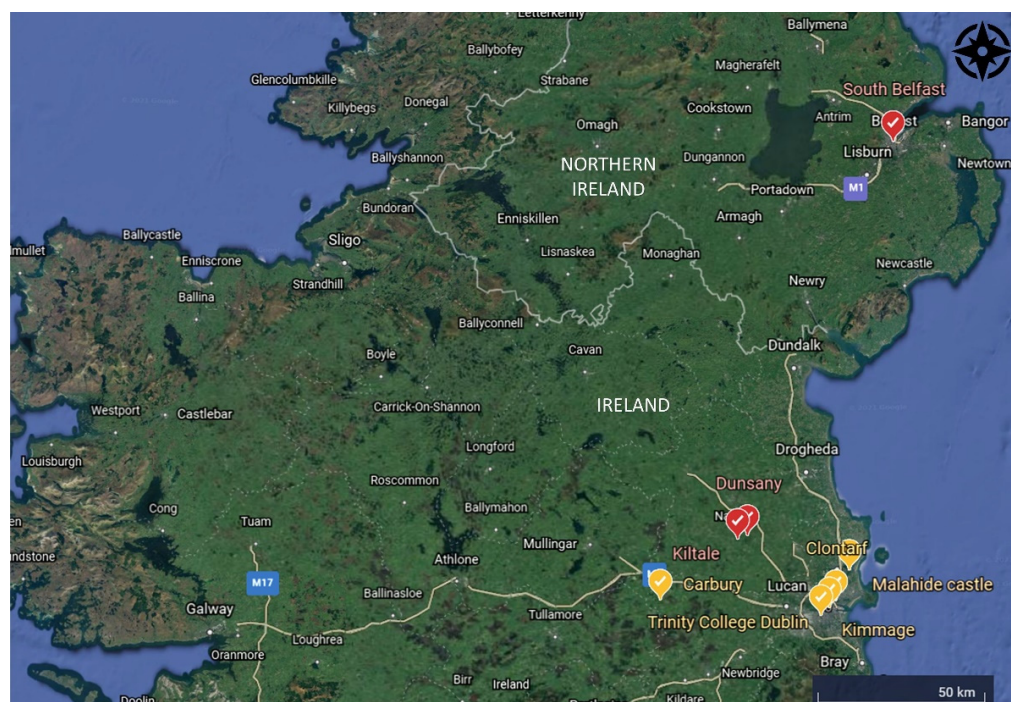 Letterkenny
Ballymena
Ballybofey
Magherafelt
Strabane
Glencolumbkille
South Belfast
Killybegs
Donegal
Cookstown
Antrim
Bangor
Omagh
Lisburn
Ballyshannon
Dungannon
NORTHERN
IRELAND
Newtown
M1
Portadown
Bundoran
Enniskillen
Armagh
Ballycastle
Sligo
Lisnaskea
Monaghan
Enniscrone
Newcastle
Strandhill
Newry
Ballina
Ballyconnell
Dundalk
Cavan
Boyle
Westport
Castlebar
Carrick-On-Shannon
IRELAND
Longford
Drogheda
Louisburgh
Roscommon
Dunsany
Cong
Tuam
Ballymahon
Na
Mullingar
Clontarf
Kiltale
Athlone
M17
Carbury
Lucan
Malahide castle
Ballinasloe
Galway
Tullamore
Trinity College Dublin
Kimmage
Loughrea
Oranmore
Bray
Newbridge
Birr
Ireland
Kildare
50 km